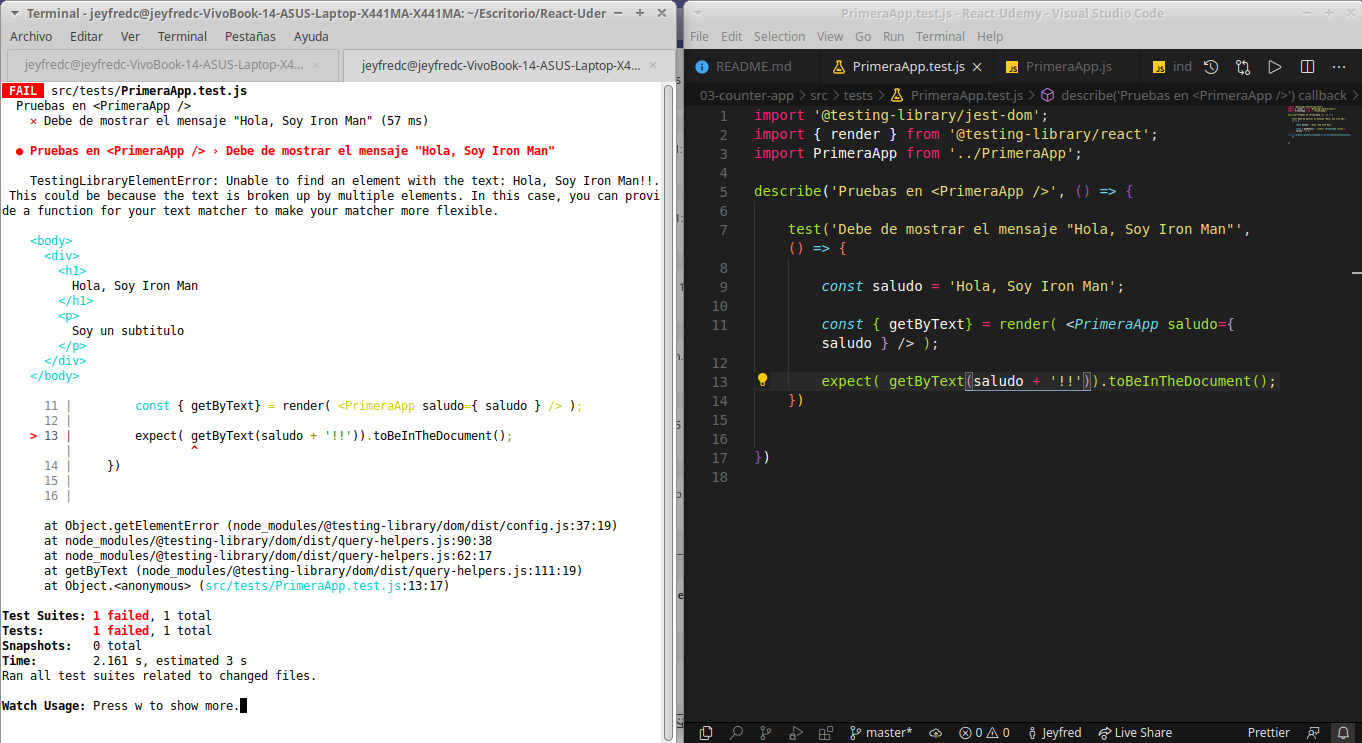 Terminal - jeyfredc@jeyfredc-VivoBook-14-ASUS-Laptop-X441MA-X441MA: ~/Escritorio/React-Uder
Archivo Editar Ver Terminal Pestañas Ayuda
jeyfredc@jeyfredc-VivoBook-14-ASUS-Laptop-X4... ×
jeyfredc@jeyfredc-VivoBook-14-ASUS-Laptop-X4... ×
FAIL src/tests/PrimeraApp.test.js
Pruebas en <PrimeraApp />
✕ Debe de mostrar el mensaje "Hola, Soy Iron Man" (57 ms)
● Pruebas en <PrimeraApp /> › Debe de mostrar el mensaje "Hola, Soy Iron Man"
TestingLibraryElementError: Unable to find an element with the text: Hola, Soy Iron Man!!.
This could be because the text is broken up by multiple elements. In this case, you can provi
de a function for your text matcher to make your matcher more flexible.
<body>
<div>
<h1>
Hola, Soy Iron Man
</h1>
<p>
Soy un subtitulo
</p>
</div>
</body>
11 | const { getByText} = render( <PrimeraApp saludo={ saludo } /> );
12 |
> 13 | expect( getByText(saludo + '!!')).toBeInTheDocument();
| ^
14 | })
15 |
16 |
at Object.getElementError (node_modules/@testing-library/dom/dist/config.js:37:19)
at node_modules/@testing-library/dom/dist/query-helpers.js:90:38
at node_modules/@testing-library/dom/dist/query-helpers.js:62:17
at getByText (node_modules/@testing-library/dom/dist/query-helpers.js:111:19)
at Object.<anonymous> (src/tests/PrimeraApp.test.js:13:17)
Test Suites: 1 failed, 1 total
Tests: 1 failed, 1 total
Snapshots: 0 total
Time: 2.161 s, estimated 3 s
Ran all test suites related to changed files.
Watch Usage: Press w to show more.
PrimeraApp.test.js - React-Udemy - Visual Studio Code
File Edit Selection View Go Run Terminal Help
README.md PrimeraApp.test.js × PrimeraApp.js ind
03-counter-app > src > tests > PrimeraApp.test.js > describe('Pruebas en <PrimeraApp />') callback >
1 import '@testing-library/jest-dom';
2 import { render } from '@testing-library/react';
3 import PrimeraApp from '../PrimeraApp';
4
5 describe('Pruebas en <PrimeraApp />', () => {
6
7 test('Debe de mostrar el mensaje "Hola, Soy Iron Man"',
() => {
8
9 const saludo = 'Hola, Soy Iron Man';
10
11 const { getByText} = render( <PrimeraApp saludo={
saludo } /> );
12
13 expect( getByText(saludo + '!!')).toBeInTheDocument();
14 })
15
16
17 })
18
master* 0 0 Jeyfred Live Share Prettier